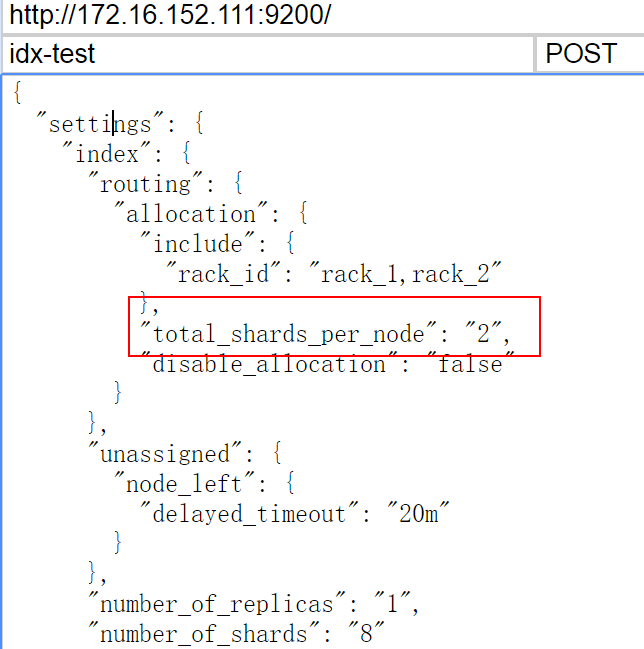 http://172.16.152.111:9200/
idx-test POST
{
"settings": {
"index": {
"routing": {
"allocation": {
"include": {
"rack_id": "rack_1,rack_2"
},
"total_shards_per_node": "2",
"disable_allocation": "false"
}
},
"unassigned": {
"node_left": {
"delayed_timeout": "20m"
}
},
"number_of_replicas": "1",
"number_of_shards": "8"